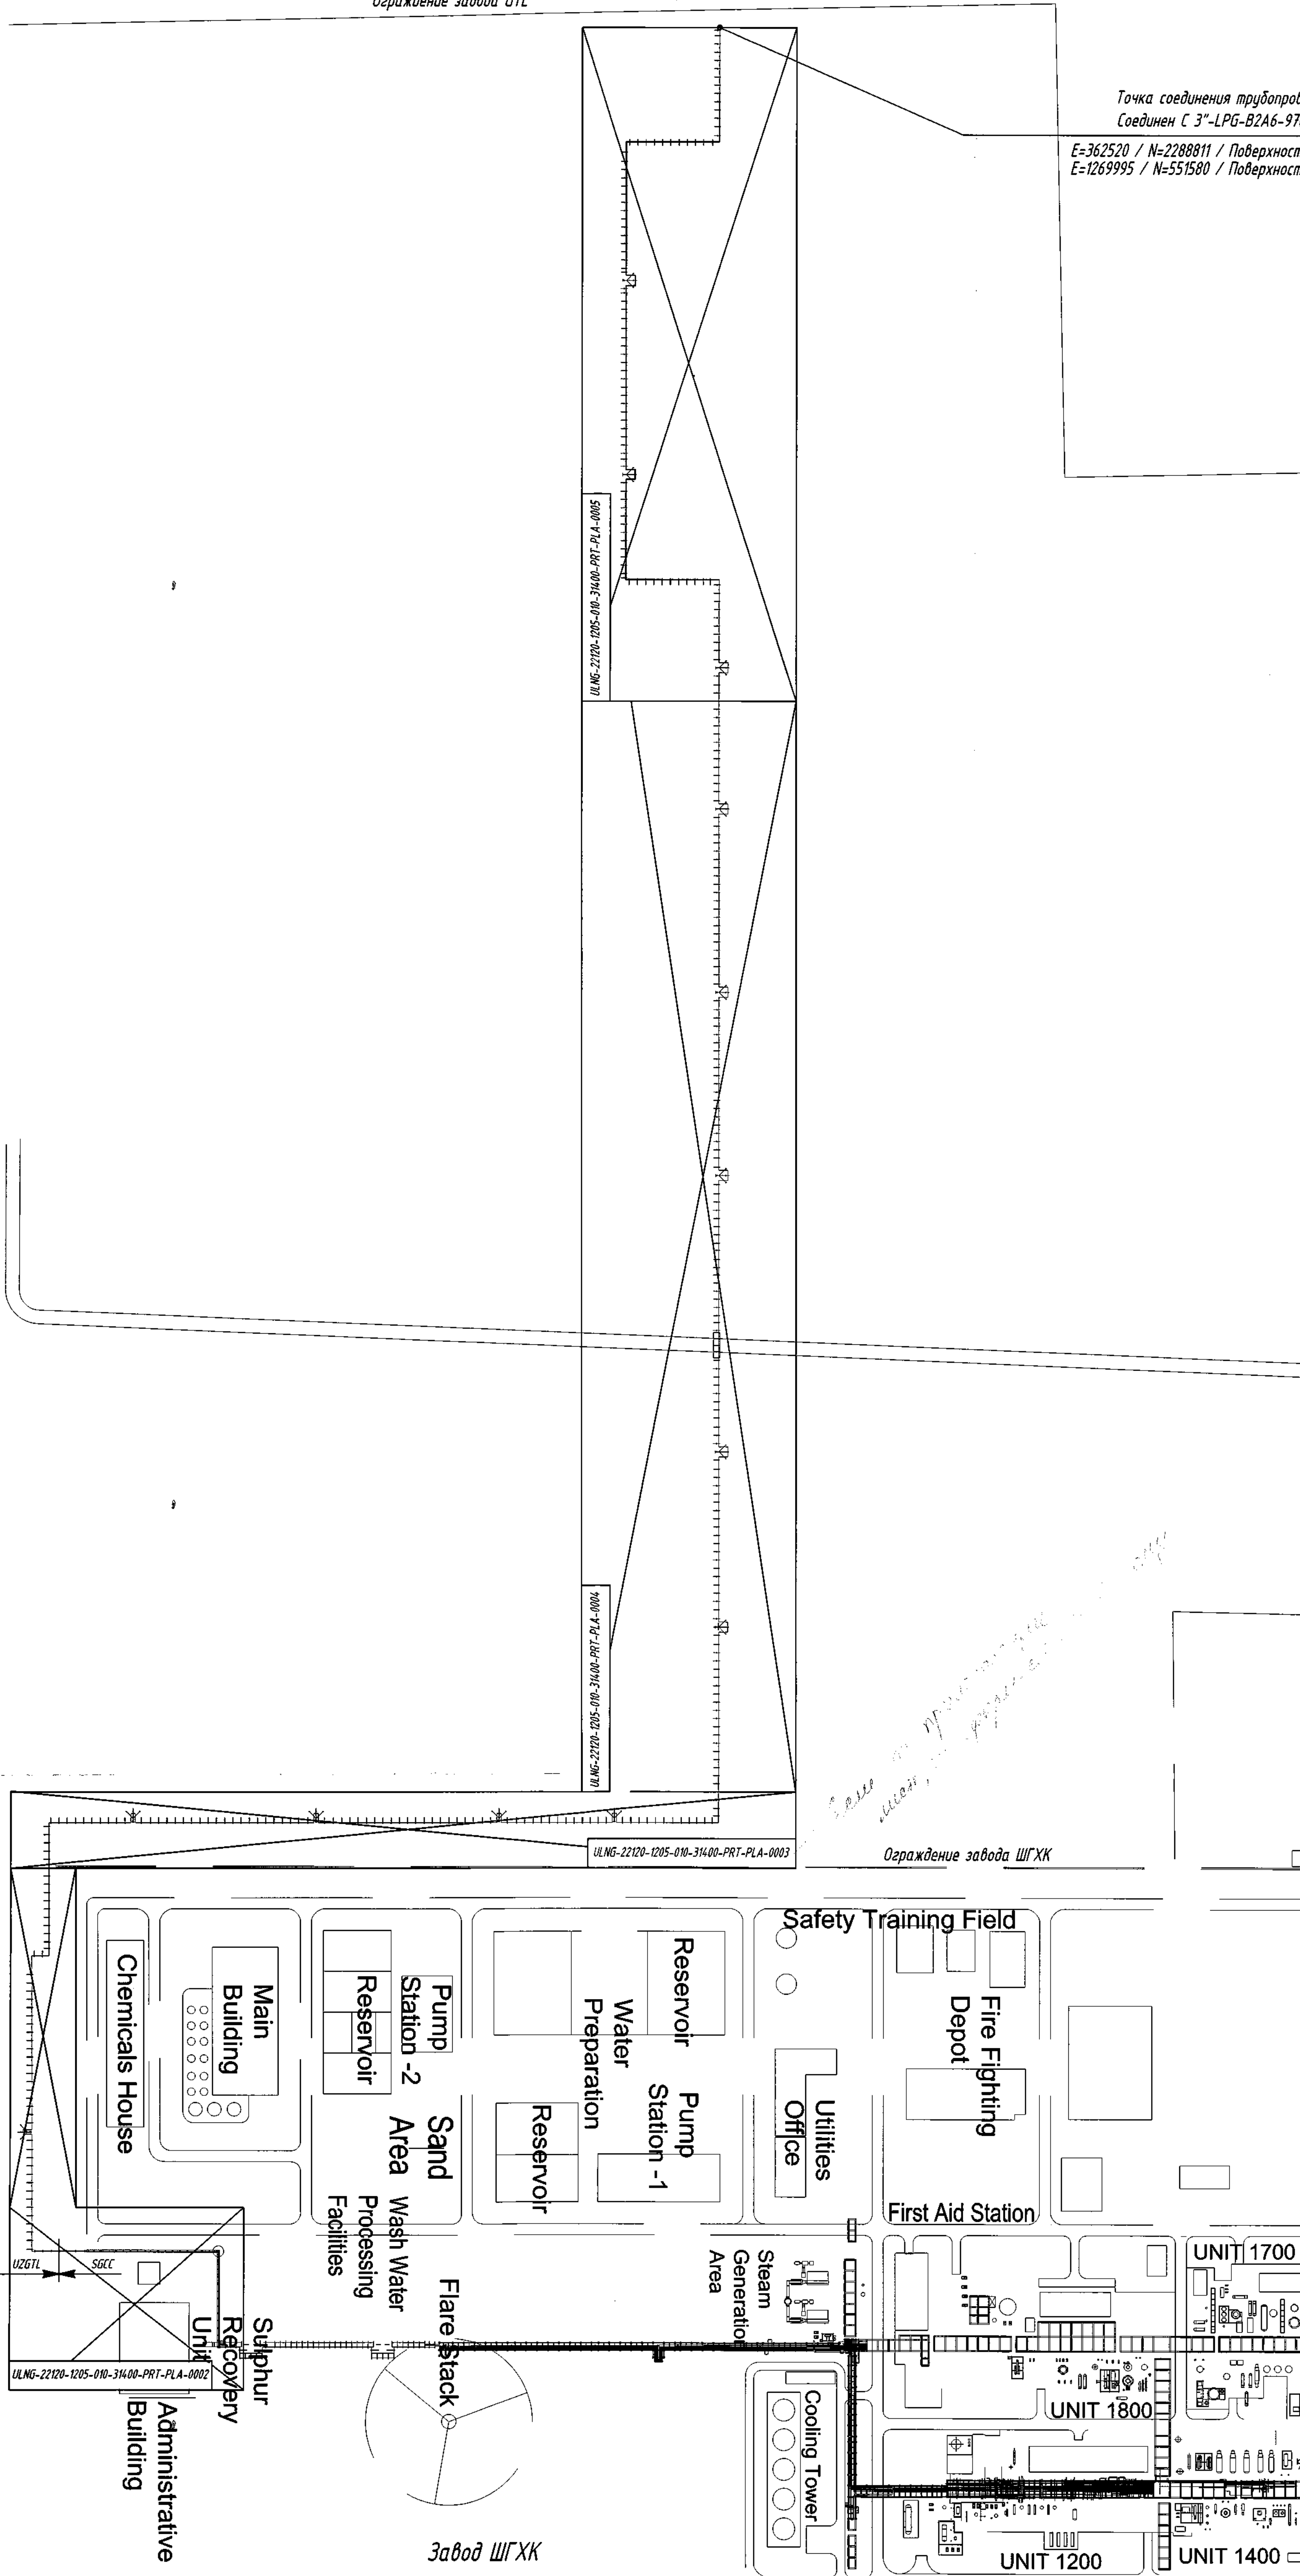 Ограждение завода GTL
Точка соединения трубопров
Соединен С 3"-LPG-B2A6-97
E=362520 / N=2288811 / Поверхност
E=1269995 / N=551580 / Поверхност
ULNG-22120-1205-010-31400-PRT-PLA-0005
ULNG-22120-1205-010-31400-PRT-PLA-0004
ULNG-22120-1205-010-31400-PRT-PLA-0003
Ограждение завода ШГХК
Safety Training Field
Chemicals House
Main
Building
Reservoir
Pump
Station -2
Sand
Area
Water
Preparation
Reservoir
Reservoir
Pump
Station -1
Utilities
Office
Fire Fighting
Depot
First Aid Station
Wash Water
Processing
Facilities
Steam
Generation
Area
UNIT 1700
UZGTL
SGCC
Sulphur
Recovery
Unit
Flare Stack
ULNG-22120-1205-010-31400-PRT-PLA-0002
Administrative
Building
Cooling Tower
UNIT 1800
Завод ШГХК
UNIT 1200
UNIT 1400